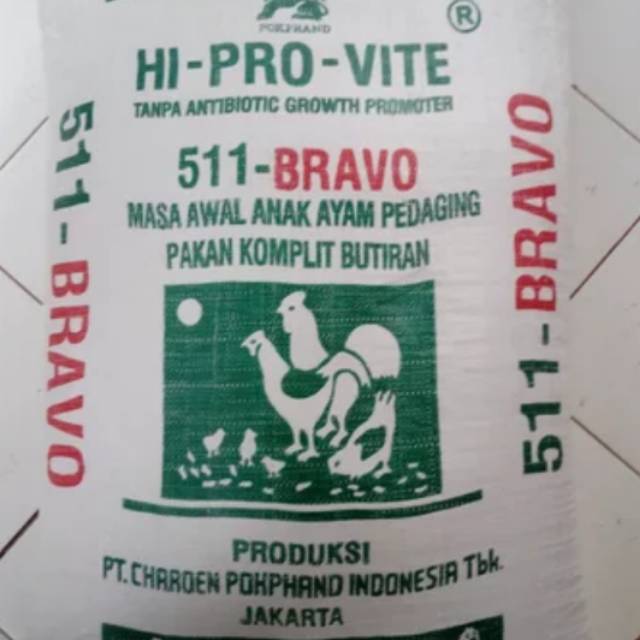 POKPHAND
®
HI-PRO-VITE
TANPA ANTIBIOTIC GROWTH PROMOTER
511-BRAVO
MASA AWAL ANAK AYAM PEDAGING
PAKAN KOMPLIT BUTIRAN
511-BRAVO
511-BRAVO
PRODUKSI
PT. CHAROEN POKPHAND INDONESIA Tbk.
JAKARTA